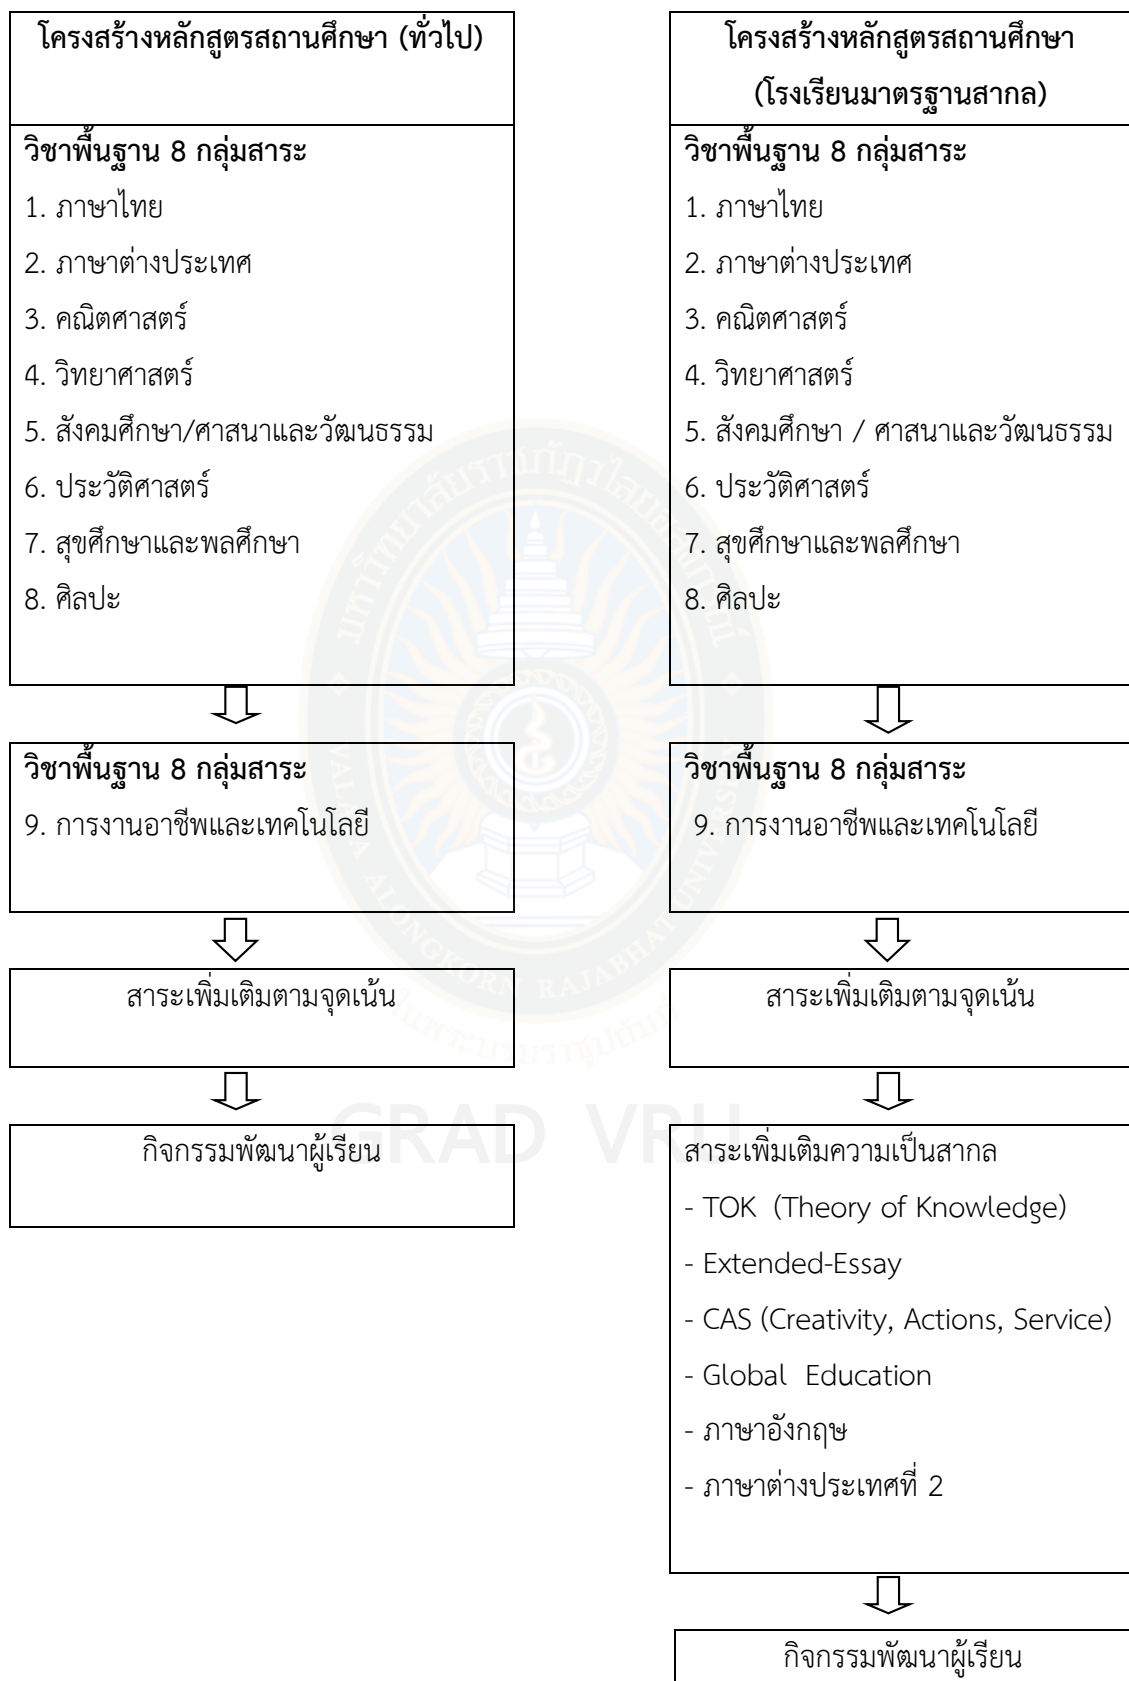 โครงสร้างหลักสูตรสถานศึกษา (ทั่วไป)
วิชาพื้นฐาน 8 กลุ่มสาระ
1. ภาษาไทย
2. ภาษาต่างประเทศ
3. คณิตศาสตร์
4. วิทยาศาสตร์
5. สังคมศึกษา/ศาสนาและวัฒนธรรม
6. ประวัติศาสตร์
7. สุขศึกษาและพลศึกษา
8. ศิลปะ
วิชาพื้นฐาน 8 กลุ่มสาระ
9. การงานอาชีพและเทคโนโลยี
สาระเพิ่มเติมตามจุดเน้น
กิจกรรมพัฒนาผู้เรียน
โครงสร้างหลักสูตรสถานศึกษา
(โรงเรียนมาตรฐานสากล)
วิชาพื้นฐาน 8 กลุ่มสาระ
1. ภาษาไทย
2. ภาษาต่างประเทศ
3. คณิตศาสตร์
4. วิทยาศาสตร์
5. สังคมศึกษา / ศาสนาและวัฒนธรรม
6. ประวัติศาสตร์
7. สุขศึกษาและพลศึกษา
8. ศิลปะ
วิชาพื้นฐาน 8 กลุ่มสาระ
9. การงานอาชีพและเทคโนโลยี
สาระเพิ่มเติมตามจุดเน้น
สาระเพิ่มเติมความเป็นสากล
- TOK (Theory of Knowledge)
- Extended-Essay
- CAS (Creativity, Actions, Service)
- Global Education
- ภาษาอังกฤษ
- ภาษาต่างประเทศที่ 2
กิจกรรมพัฒนาผู้เรียน
GRAD VRU
VALAYA ALONGKORN RAJABHAT UNIVERSITY